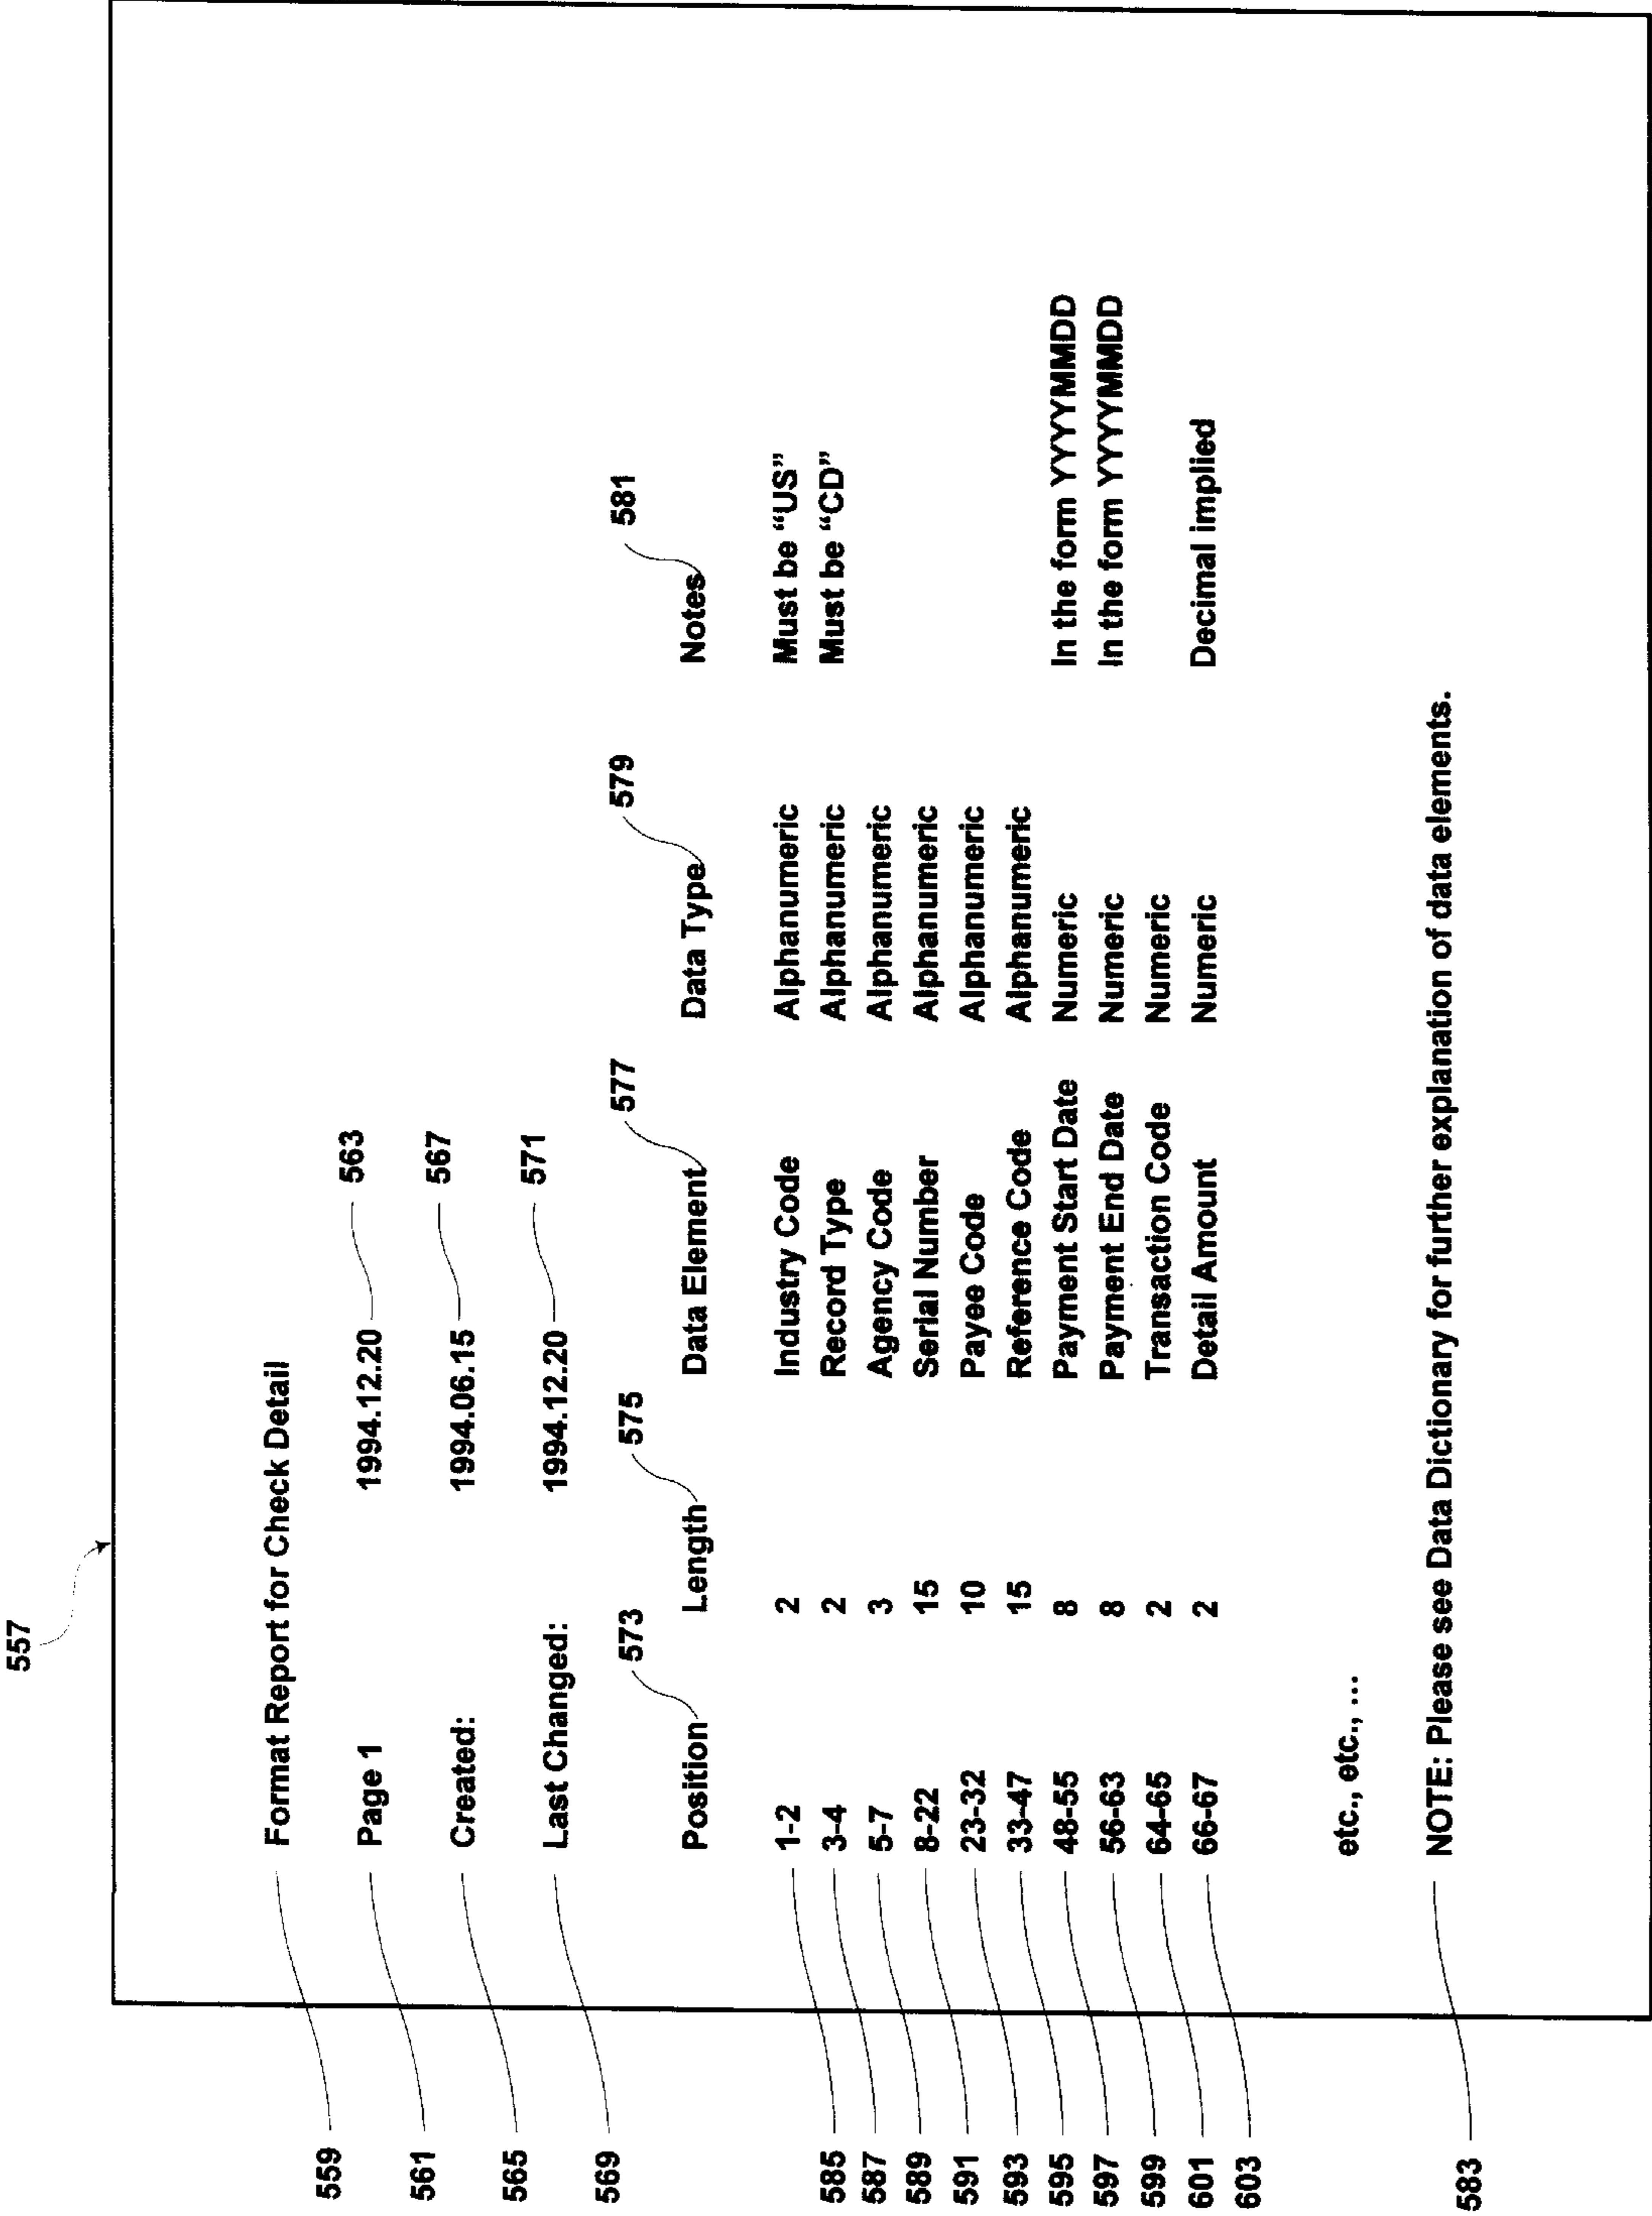 557
559 Format Report for Check Detail
561 Page 1 1994.12.20 563
565 Created: 1994.06.15 567
569 Last Changed: 1994.12.20 571
573 575 577 579 581
Position Length Data Element Data Type Notes
585 1-2 2 Industry Code Alphanumeric Must be “US”
587 3-4 2 Record Type Alphanumeric Must be “CD”
589 5-7 3 Agency Code Alphanumeric
591 8-22 15 Serial Number Alphanumeric
593 23-32 10 Payee Code Alphanumeric
595 33-47 15 Reference Code Alphanumeric
597 48-55 8 Payment Start Date Numeric In the form YYYYMMDD
599 56-63 8 Payment End Date Numeric In the form YYYYMMDD
601 64-65 2 Transaction Code Numeric
603 66-67 2 Detail Amount Numeric Decimal implied
etc., etc., ...
583 NOTE: Please see Data Dictionary for further explanation of data elements.